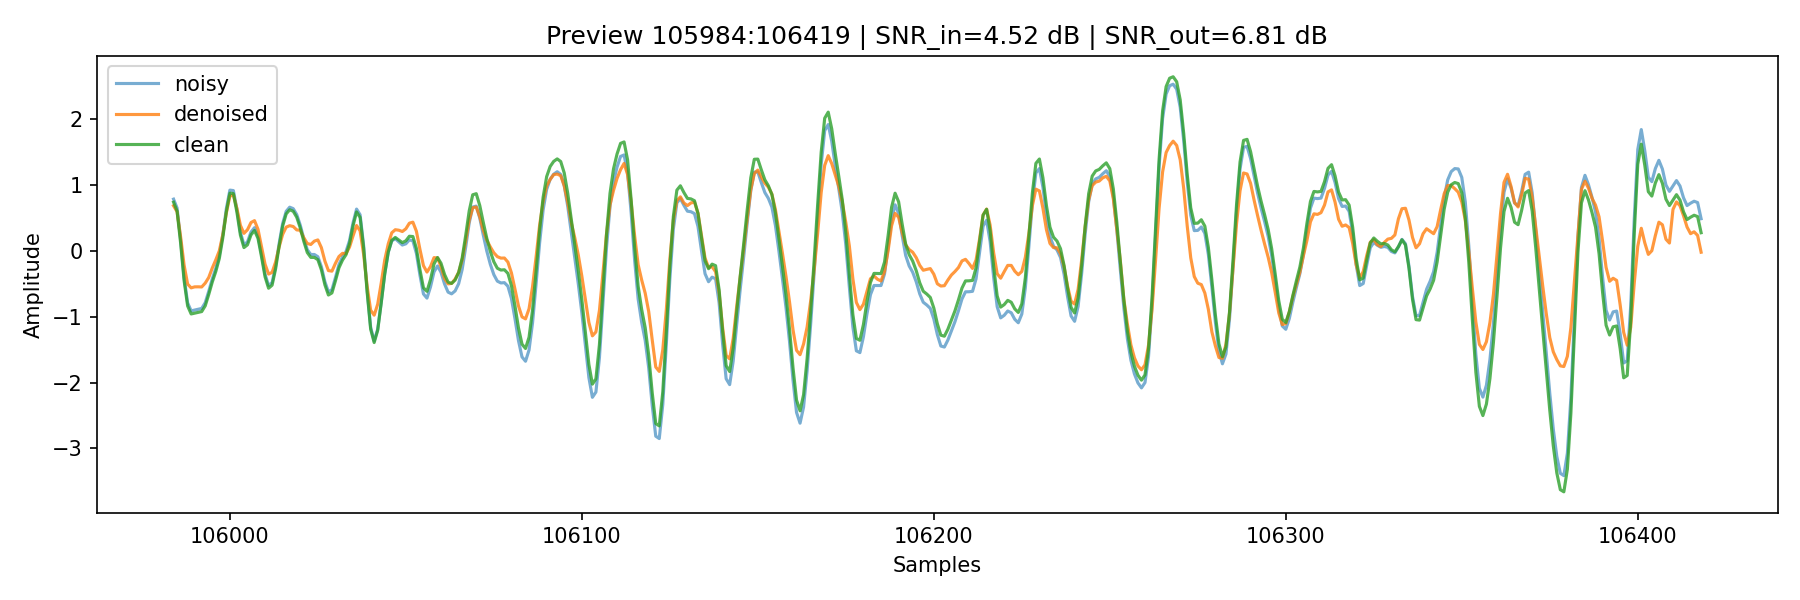 Preview 105984:106419 | SNR_in=4.52 dB | SNR_out=6.81 dB
noisy
denoised
clean
Amplitude
2
1
0
−1
−2
−3
106000 106100 106200 106300 106400
Samples